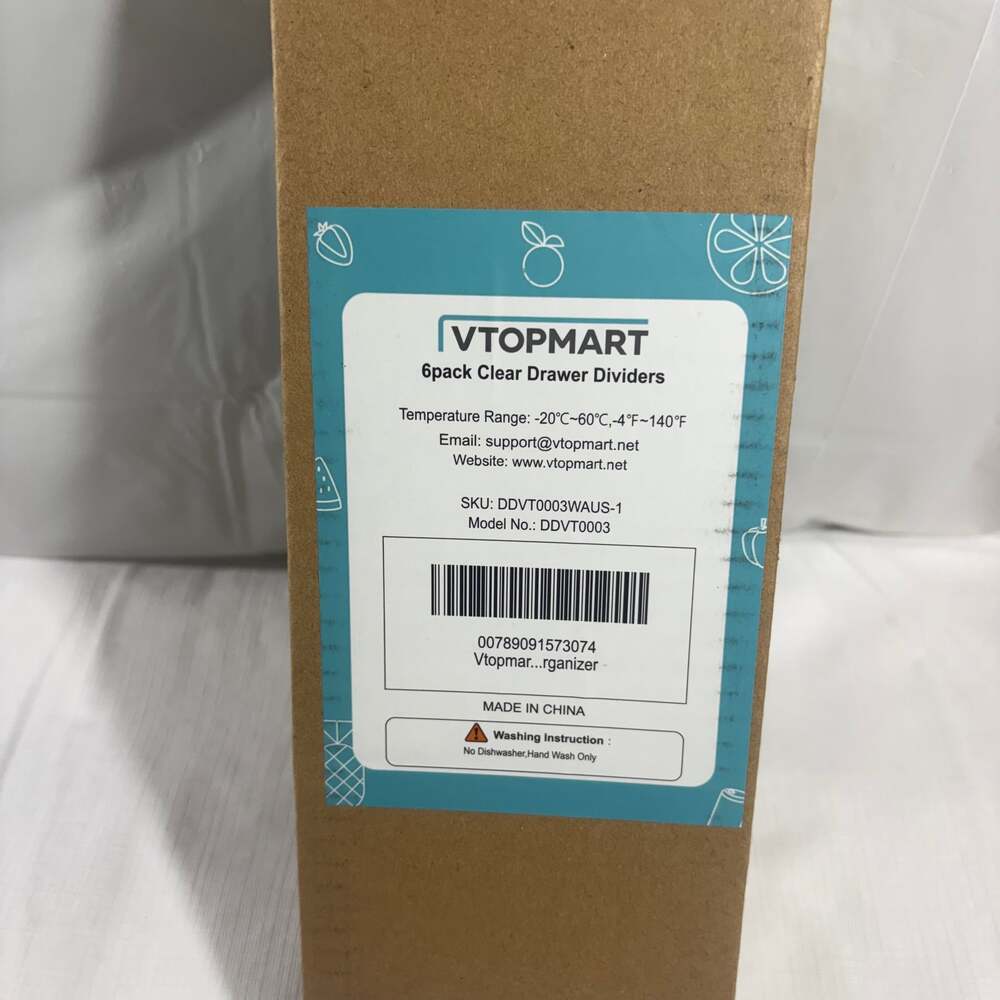 VTOPMART
6pack Clear Drawer Dividers
Temperature Range: -20℃~60℃,-4℉~140℉
Email: support@vtopmart.net
Website: www.vtopmart.net
SKU: DDVT0003WAUS-1
Model No.: DDVT0003
00789091573074
Vtopmar...rganizer
MADE IN CHINA
Washing Instruction :
No Dishwasher,Hand Wash Only